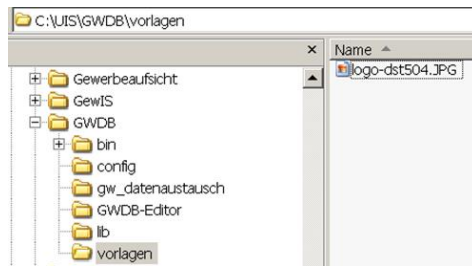 C:\UIS\GWDB\vorlagen
Name
Gewerbeaufsicht
GewIS
GWDB
bin
config
gw_datenaustausch
GWDB-Editor
lib
vorlagen
logo-dst504.JPG